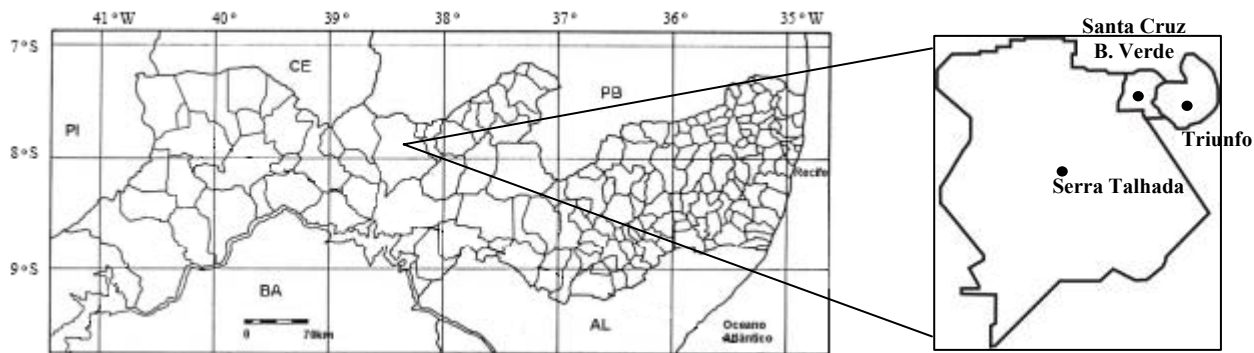 41°W 41° 39° 38° 37° 36° 35°W
7°S
8°S
9°S
CE
PB
PI
BA
AL
Recife
0 70km
Oceano
Atlântico
Santa Cruz
B. Verde
Triunfo
Serra Talhada